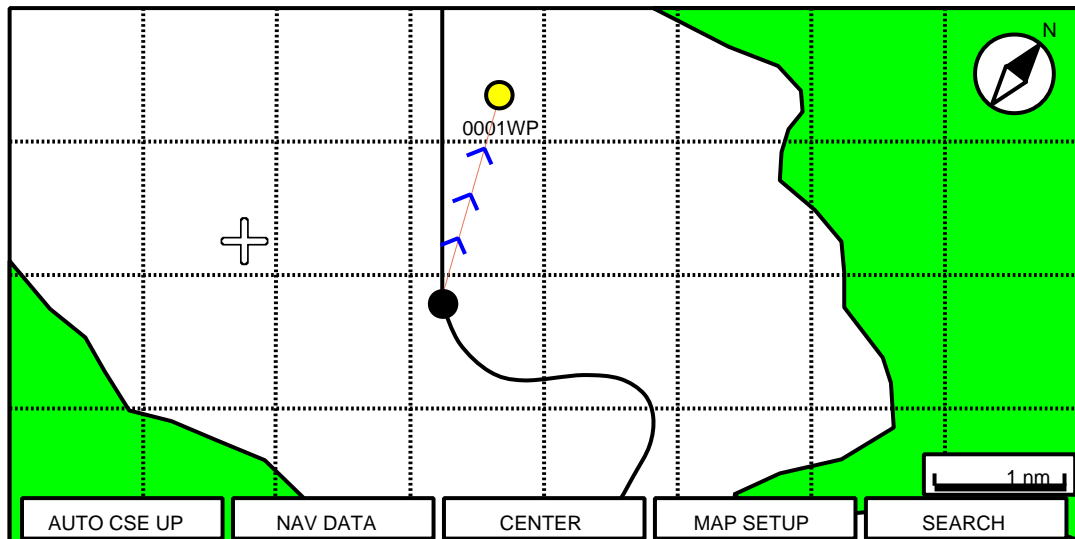 N
0001WP
1 nm
AUTO CSE UP
NAV DATA
CENTER
MAP SETUP
SEARCH